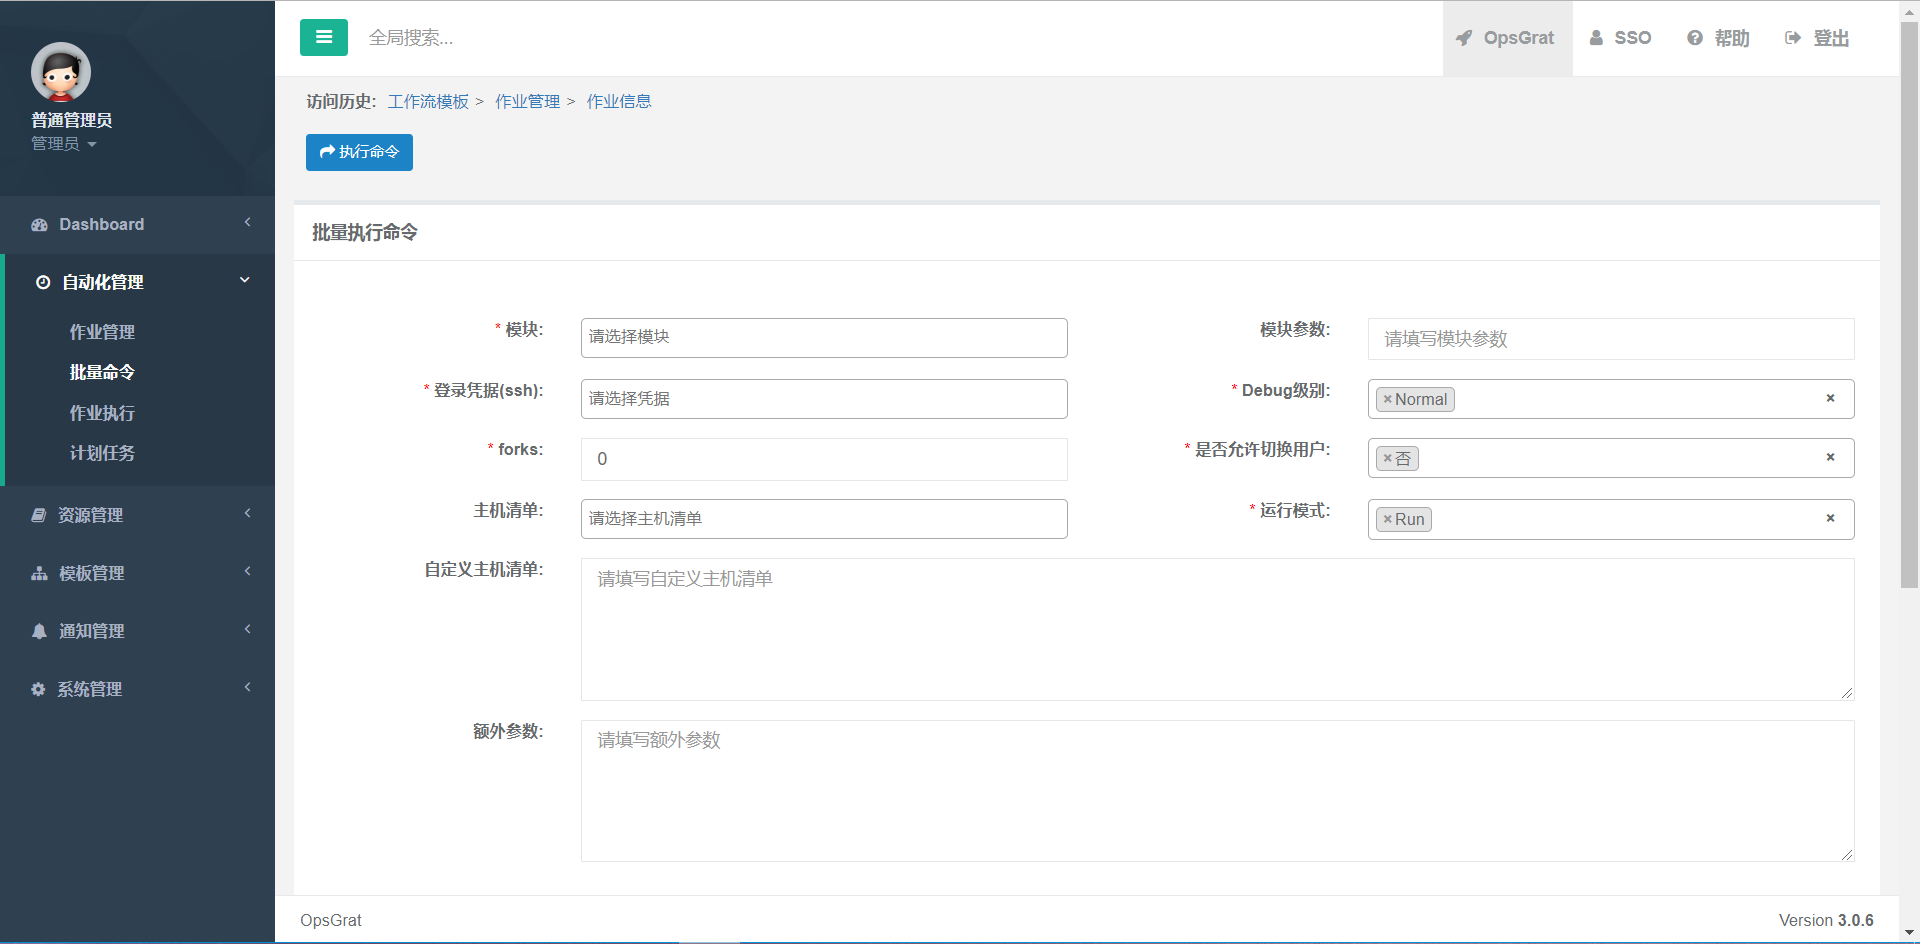 普通管理员
管理员
Dashboard
自动化管理
作业管理
批量命令
作业执行
计划任务
资源管理
模板管理
通知管理
系统管理
全局搜索...
OpsGrat
SSO
帮助
登出
访问历史: 工作流模板 > 作业管理 > 作业信息
执行命令
批量执行命令
* 模块: 请选择模块
模块参数: 请填写模块参数
* 登录凭据(ssh): 请选择凭据
* Debug级别: ×Normal ×
* forks: 0
* 是否允许切换用户: ×否 ×
主机清单: 请选择主机清单
* 运行模式: ×Run ×
自定义主机清单: 请填写自定义主机清单
额外参数: 请填写额外参数
OpsGrat
Version 3.0.6